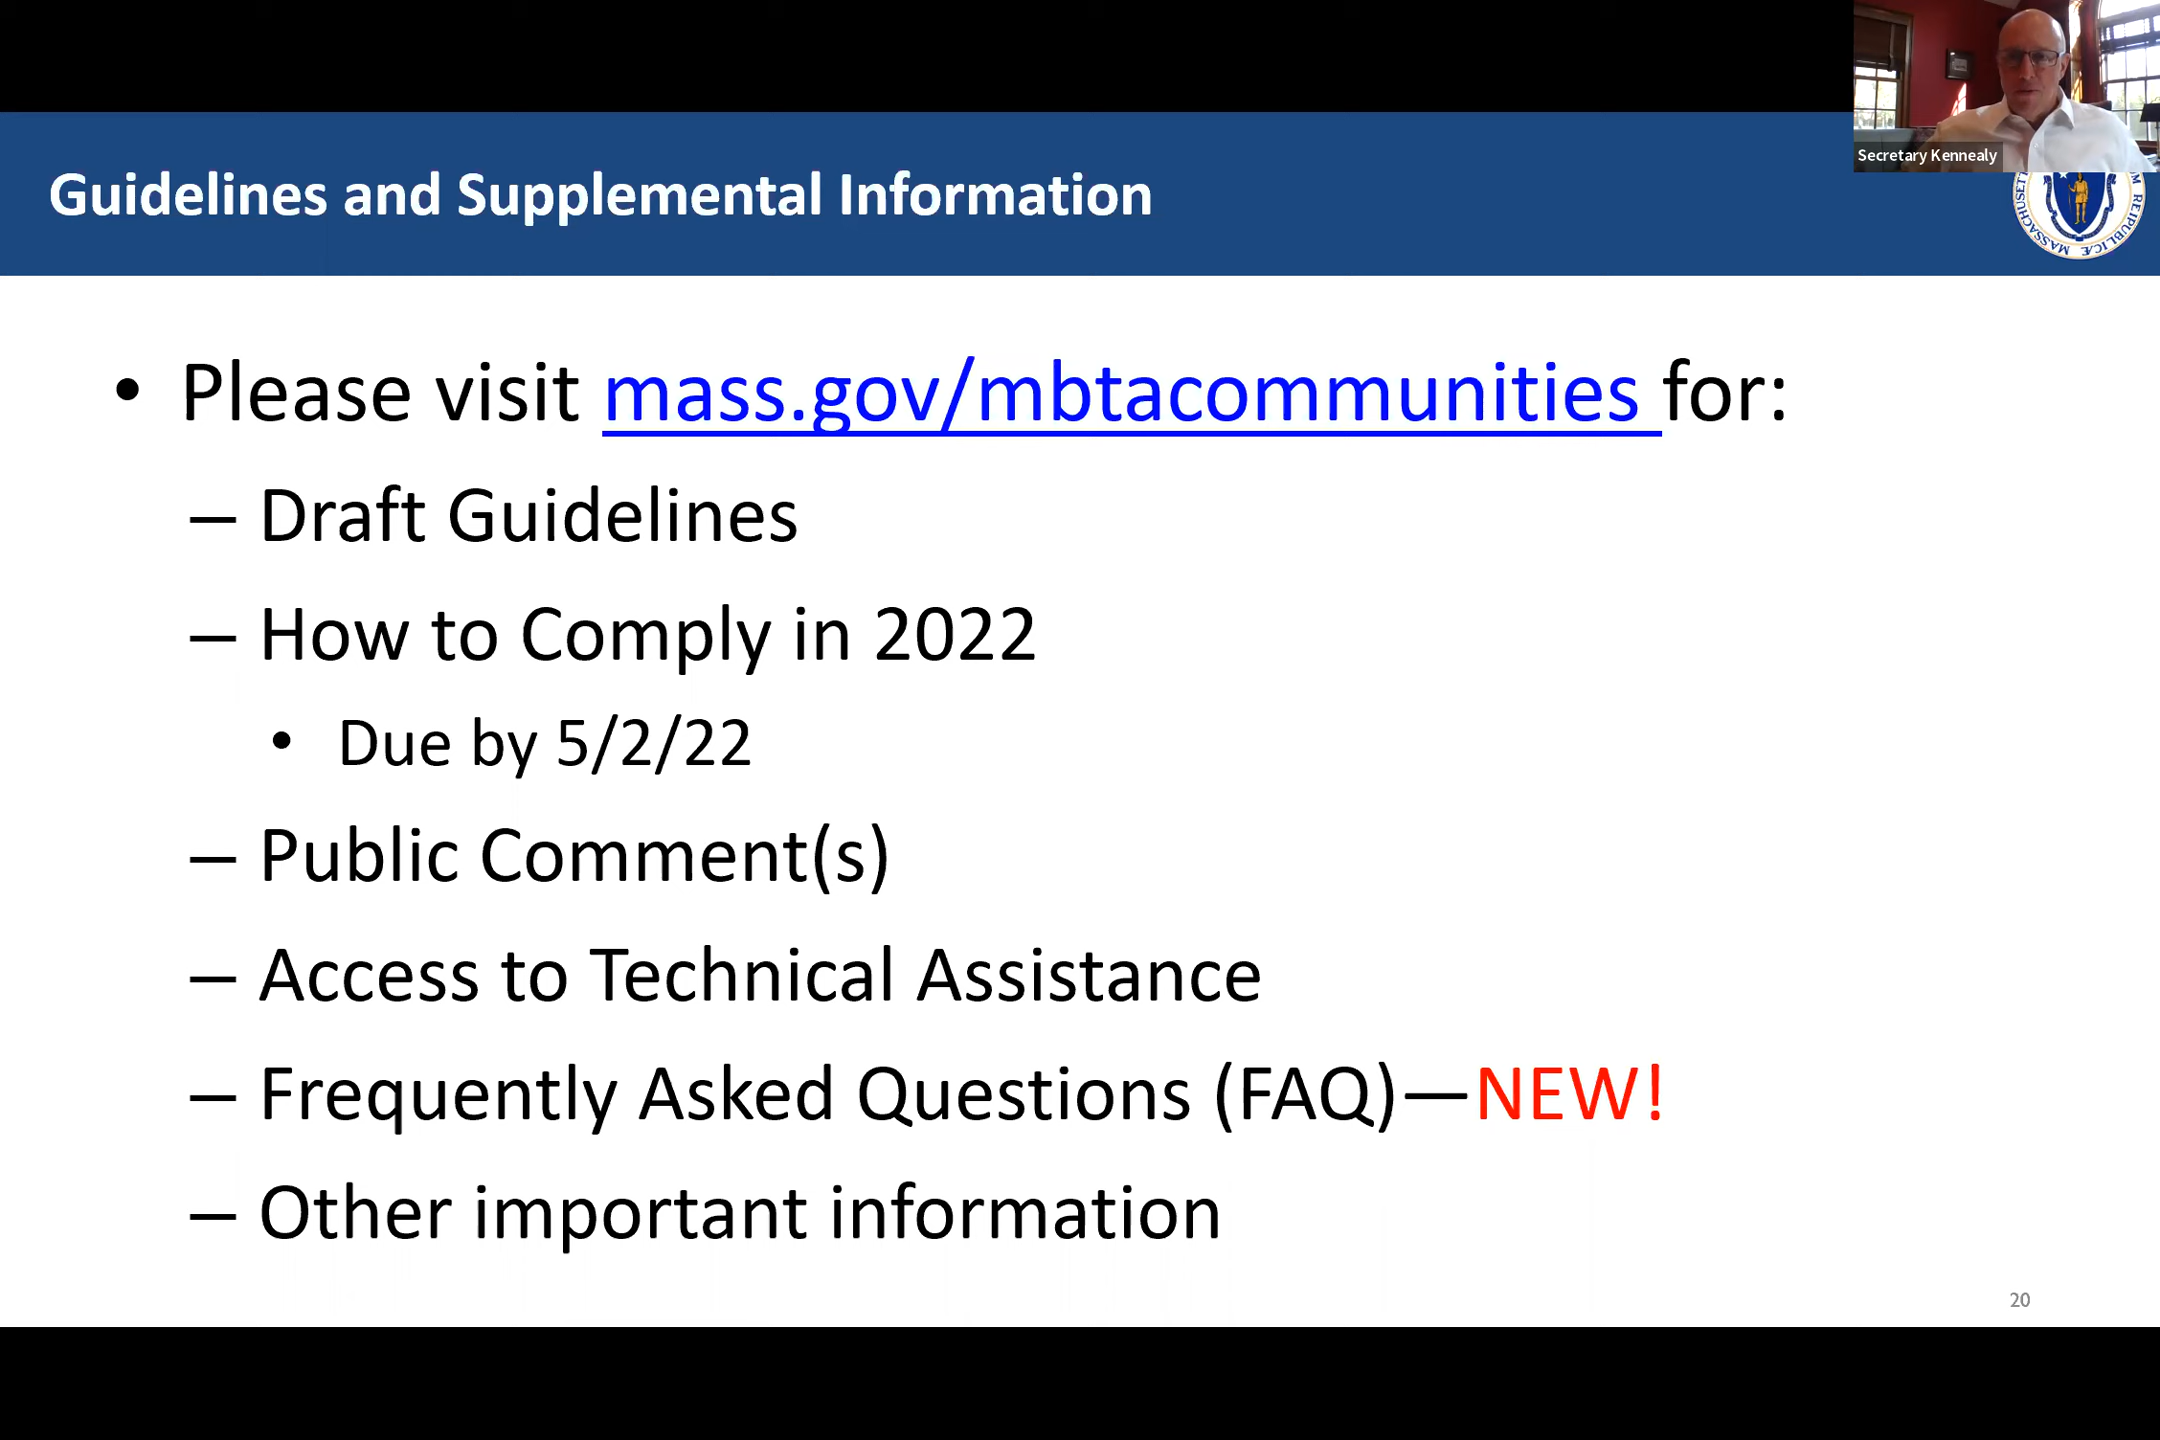 Secretary Kennealy
Guidelines and Supplemental Information
MASSACHUSETT
M REIPUBLICÆ
• Please visit mass.gov/mbtacommunities for:
– Draft Guidelines
– How to Comply in 2022
• Due by 5/2/22
– Public Comment(s)
– Access to Technical Assistance
– Frequently Asked Questions (FAQ)—NEW!
– Other important information
20